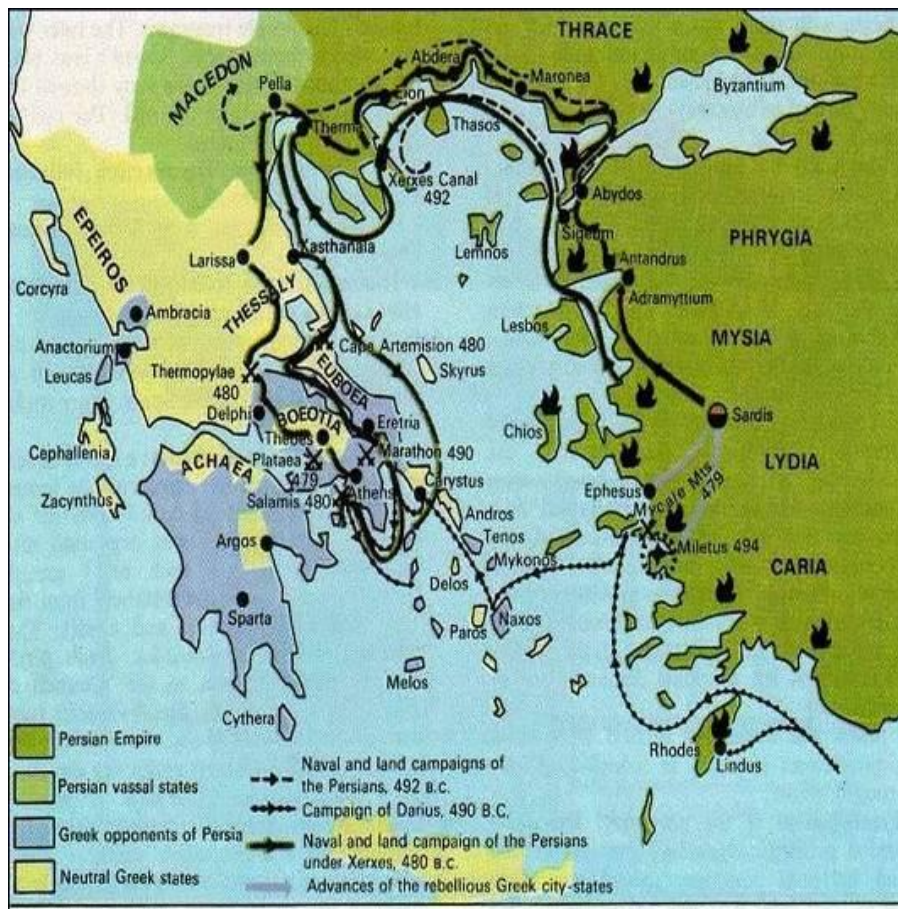 THRACE
Abdera
Maronea
Byzantium
MACEDON
Pella
Eion
Therma
Thasos
Xerxes Canal
492
Abydos
Sigeum
PHRYGIA
EPEIROS
Larissa
Kasthanaia
Lemnos
Antandrus
Adramyttium
Corcyra
THESSALY
Ambracia
MYSIA
Anactorium
Cape Artemision 480
Lesbos
Leucas
Thermopylae
480
EUBOEA
Skyrus
Delphi
BOEOTIA
Eretria
Chios
Sardis
Cephallenia
Thebes
Marathon 490
ACHAEA
Plataea
479
LYDIA
Zacynthus
Salamis 480
Athens
Carystus
Ephesus
Mycale Mts.
479
Andros
Argos
Tenos
Mykonos
Miletus 494
CARIA
Delos
Sparta
Paros
Naxos
Melos
Cythera
Rhodes
Lindus
Persian Empire
Persian vassal states
Greek opponents of Persia
Neutral Greek states
Naval and land campaigns of
the Persians, 492 B.C.
Campaign of Darius, 490 B.C.
Naval and land campaign of the Persians
under Xerxes, 480 B.C.
Advances of the rebellious Greek city-states